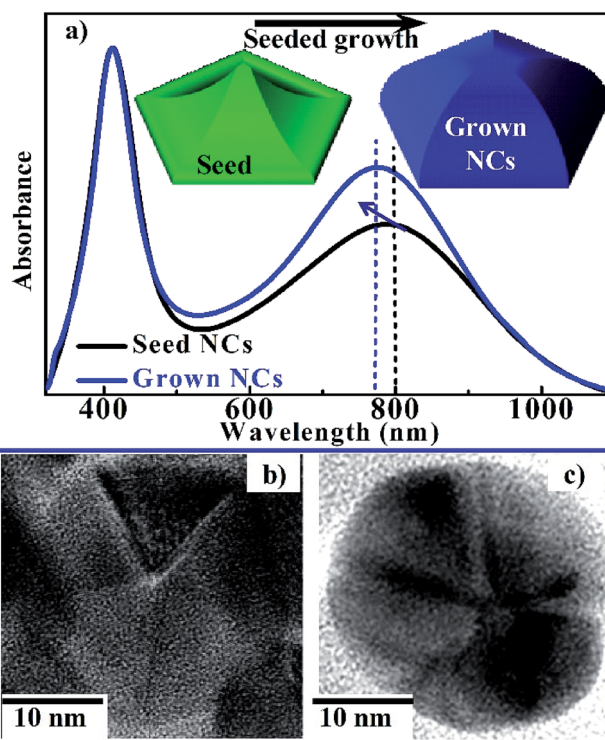 a)
Seeded growth
Seed
Grown
NCs
Absorbance
Seed NCs
Grown NCs
400
600
800
1000
Wavelength (nm)
b)
10 nm
c)
10 nm